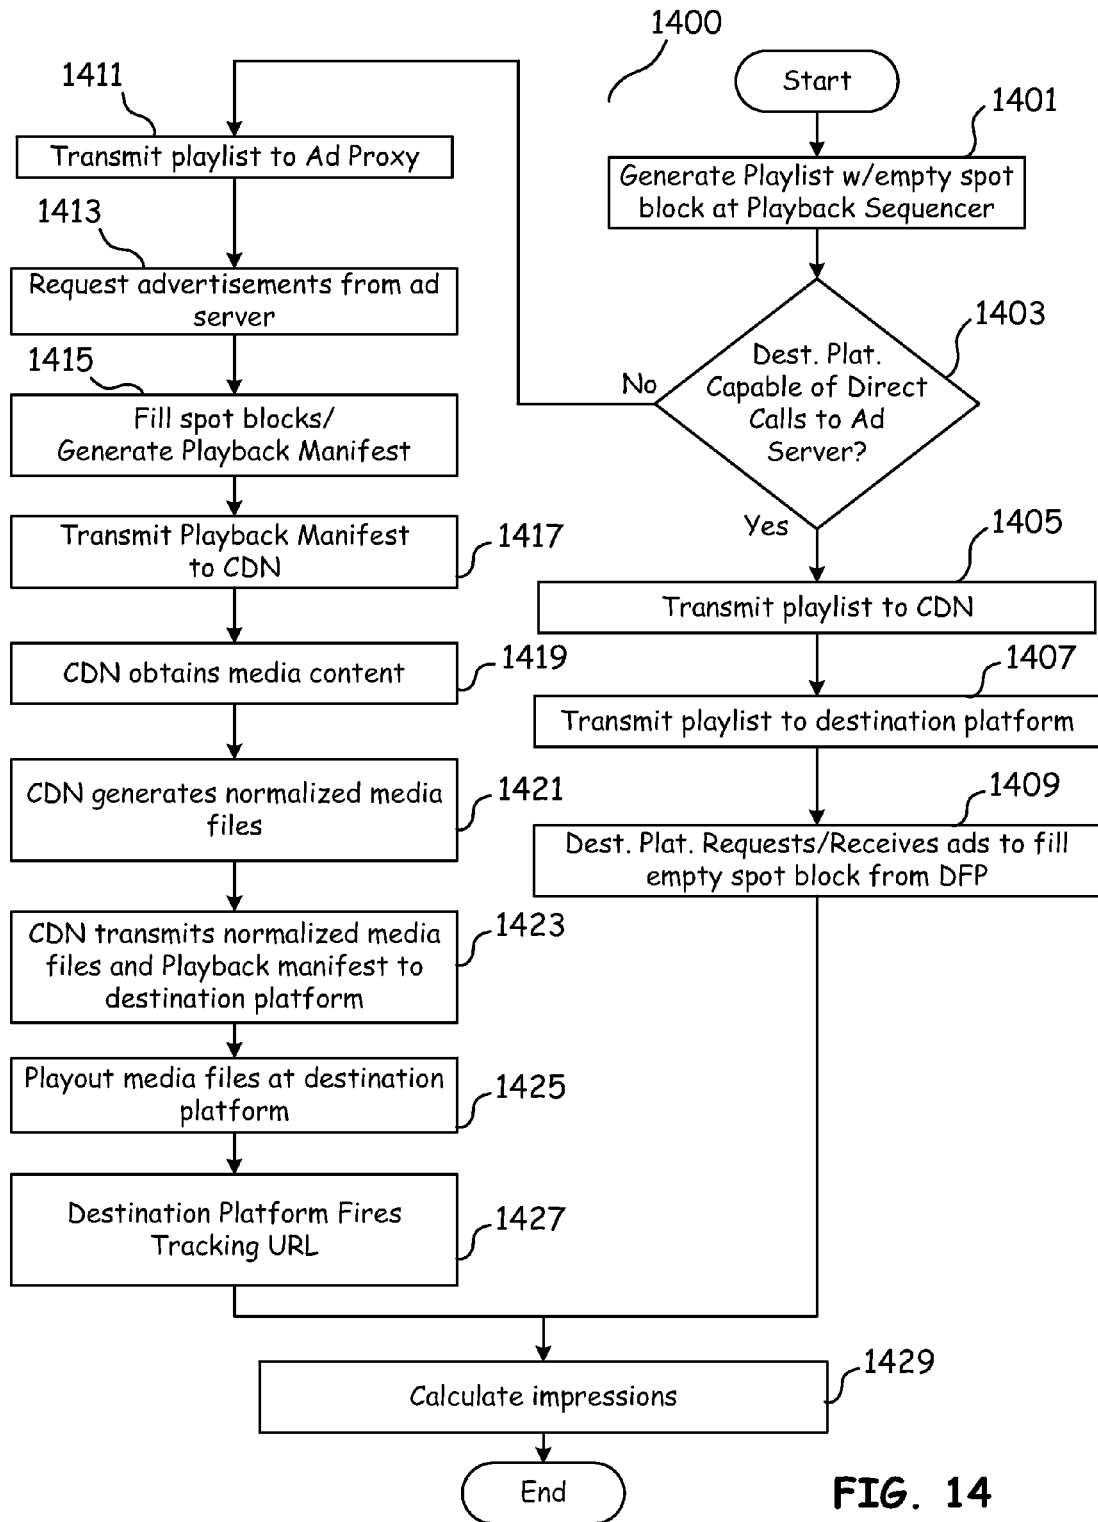 1400
Start
1401
Generate Playlist w/empty spot
block at Playback Sequencer
1403
Dest. Plat.
Capable of Direct
Calls to Ad
Server?
No
Yes
1405
Transmit playlist to CDN
1407
Transmit playlist to destination platform
1409
Dest. Plat. Requests/Receives ads to fill
empty spot block from DFP
1411
Transmit playlist to Ad Proxy
1413
Request advertisements from ad
server
1415
Fill spot blocks/
Generate Playback Manifest
Transmit Playback Manifest
to CDN
1417
CDN obtains media content
1419
CDN generates normalized media
files
1421
CDN transmits normalized media
files and Playback manifest to
destination platform
1423
Playout media files at destination
platform
1425
Destination Platform Fires
Tracking URL
1427
1429
Calculate impressions
End
FIG. 14